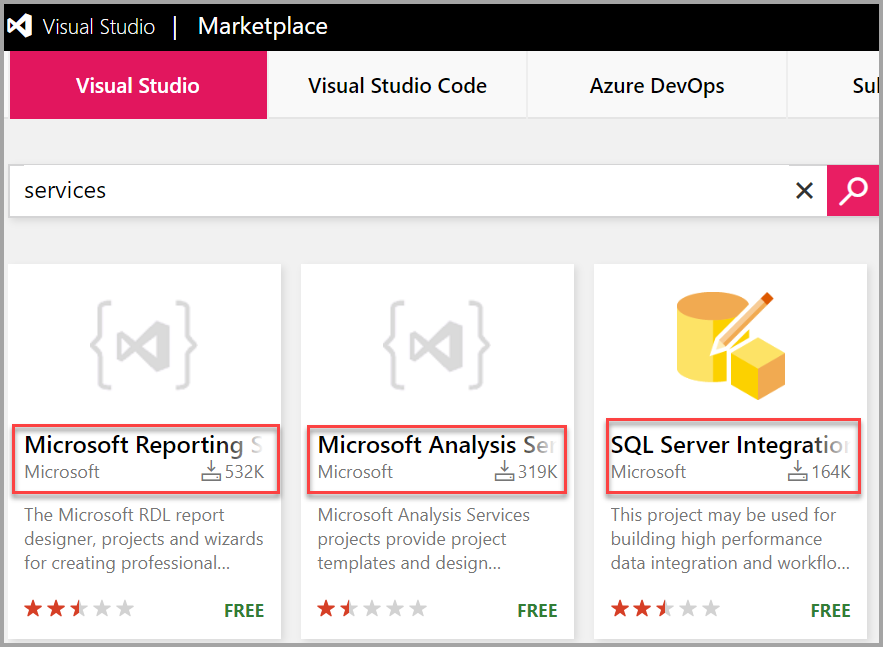 Visual Studio | Marketplace
Visual Studio Visual Studio Code Azure DevOps Sul
services
Microsoft Reporting S
Microsoft 532K
The Microsoft RDL report
designer, projects and wizards
for creating professional...
FREE
Microsoft Analysis Ser
Microsoft 319K
Microsoft Analysis Services
projects provide project
templates and design...
FREE
SQL Server Integration
Microsoft 164K
This project may be used for
building high performance
data integration and workflo...
FREE